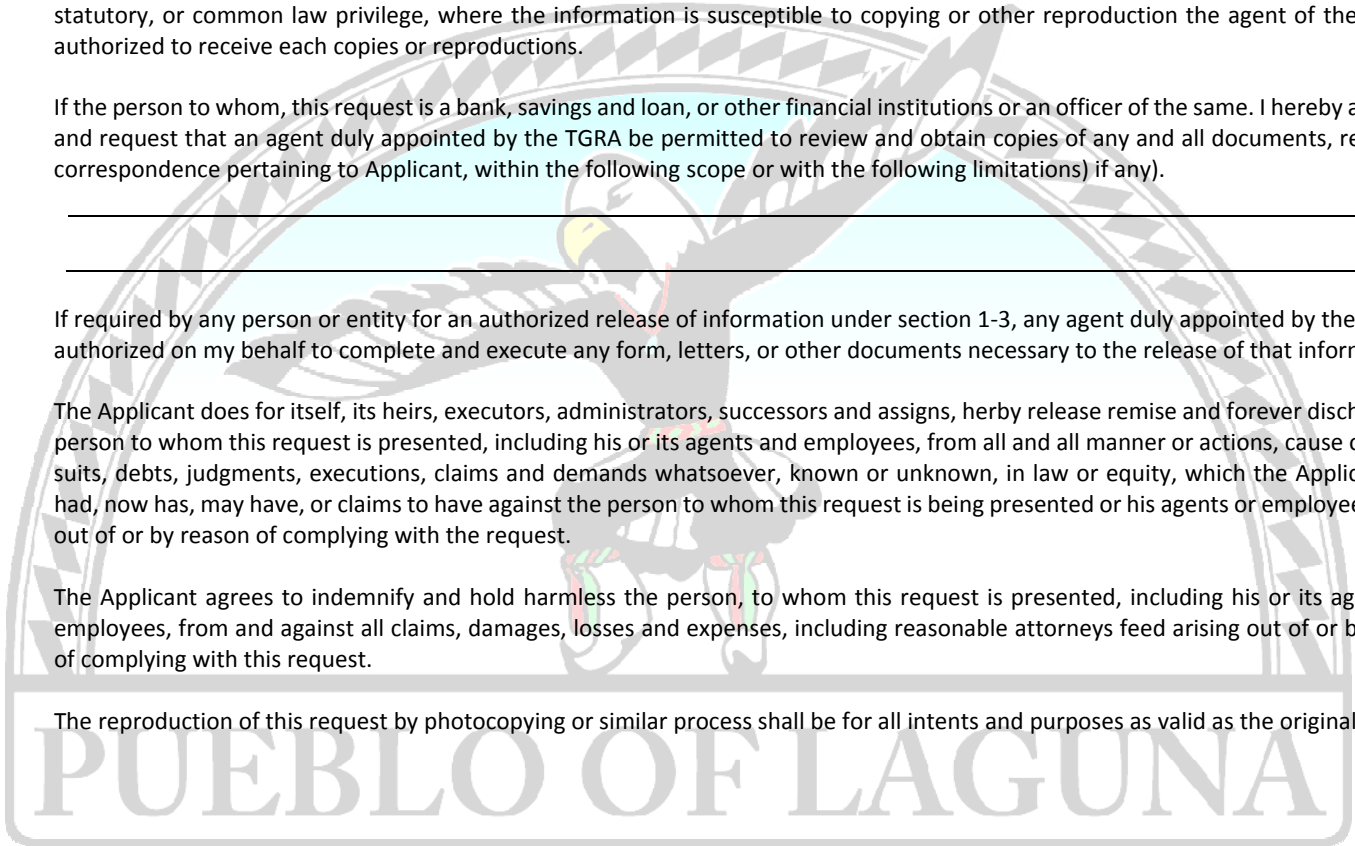 statutory, or common law privilege, where the information is susceptible to copying or other reproduction the agent of the
authorized to receive each copies or reproductions.
If the person to whom, this request is a bank, savings and loan, or other financial institutions or an officer of the same. I hereby
and request that an agent duly appointed by the TGRA be permitted to review and obtain copies of any and all documents,
correspondence pertaining to Applicant, within the following scope or with the following limitations) if any).
If required by any person or entity for an authorized release of information under section 1-3, any agent duly appointed by the
authorized on my behalf to complete and execute any form, letters, or other documents necessary to the release of that
The Applicant does for itself, its heirs, executors, administrators, successors and assigns, herby release remise and forever
person to whom this request is presented, including his or its agents and employees, from all and all manner or actions, cause
suits, debts, judgments, executions, claims and demands whatsoever, known or unknown, in law or equity, which the
had, now has, may have, or claims to have against the person to whom this request is being presented or his agents or
out of or by reason of complying with the request.
The Applicant agrees to indemnify and hold harmless the person, to whom this request is presented, including his or its
employees, from and against all claims, damages, losses and expenses, including reasonable attorneys feed arising out of or
of complying with this request.
The reproduction of this request by photocopying or similar process shall be for all intents and purposes as valid as the original
PUEBLO OF LAGUNA